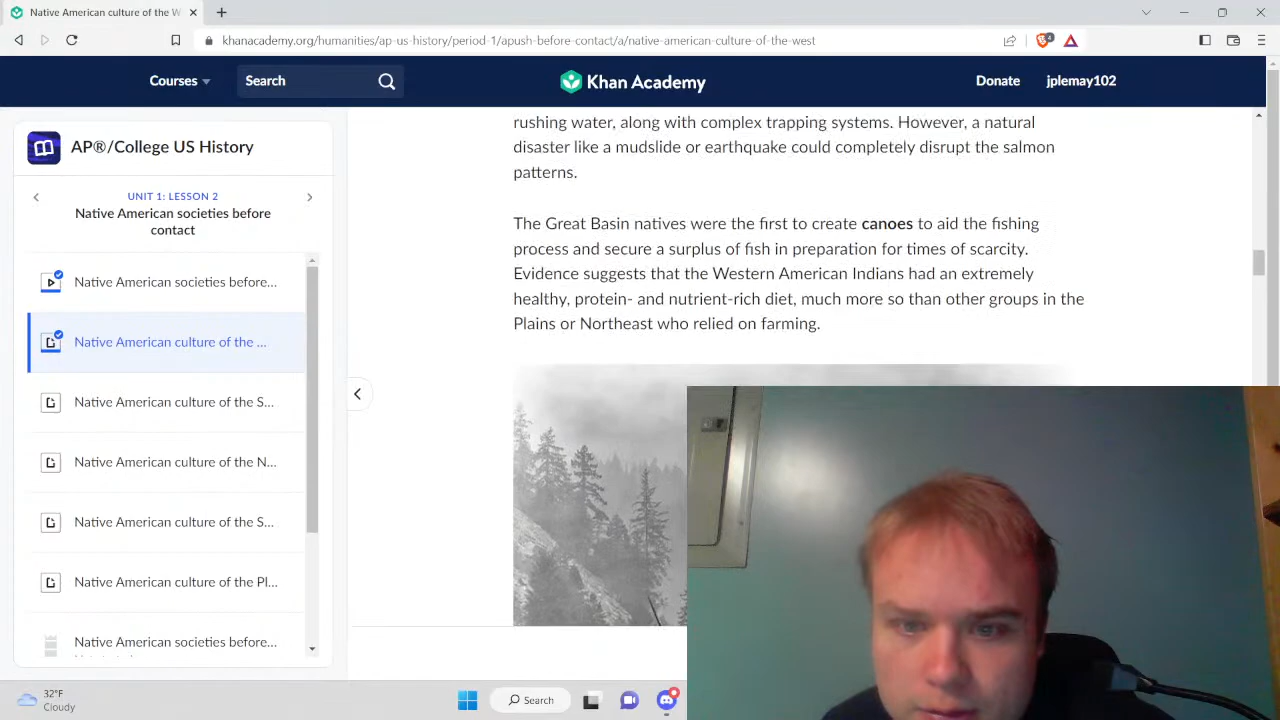 Native American culture of the W
khanacademy.org/humanities/ap-us-history/period-1/apush-before-contact/a/native-american-culture-of-the-west
4
Courses
Search
Khan Academy
Donate
jplemay102
AP®/College US History
UNIT 1: LESSON 2
Native American societies before
contact
Native American societies before...
Native American culture of the ...
Native American culture of the S...
Native American culture of the N...
Native American culture of the S...
Native American culture of the Pl...
Native American societies before...
rushing water, along with complex trapping systems. However, a natural
disaster like a mudslide or earthquake could completely disrupt the salmon
patterns.
The Great Basin natives were the first to create canoes to aid the fishing
process and secure a surplus of fish in preparation for times of scarcity.
Evidence suggests that the Western American Indians had an extremely
healthy, protein- and nutrient-rich diet, much more so than other groups in the
Plains or Northeast who relied on farming.
32°F
Cloudy
Search